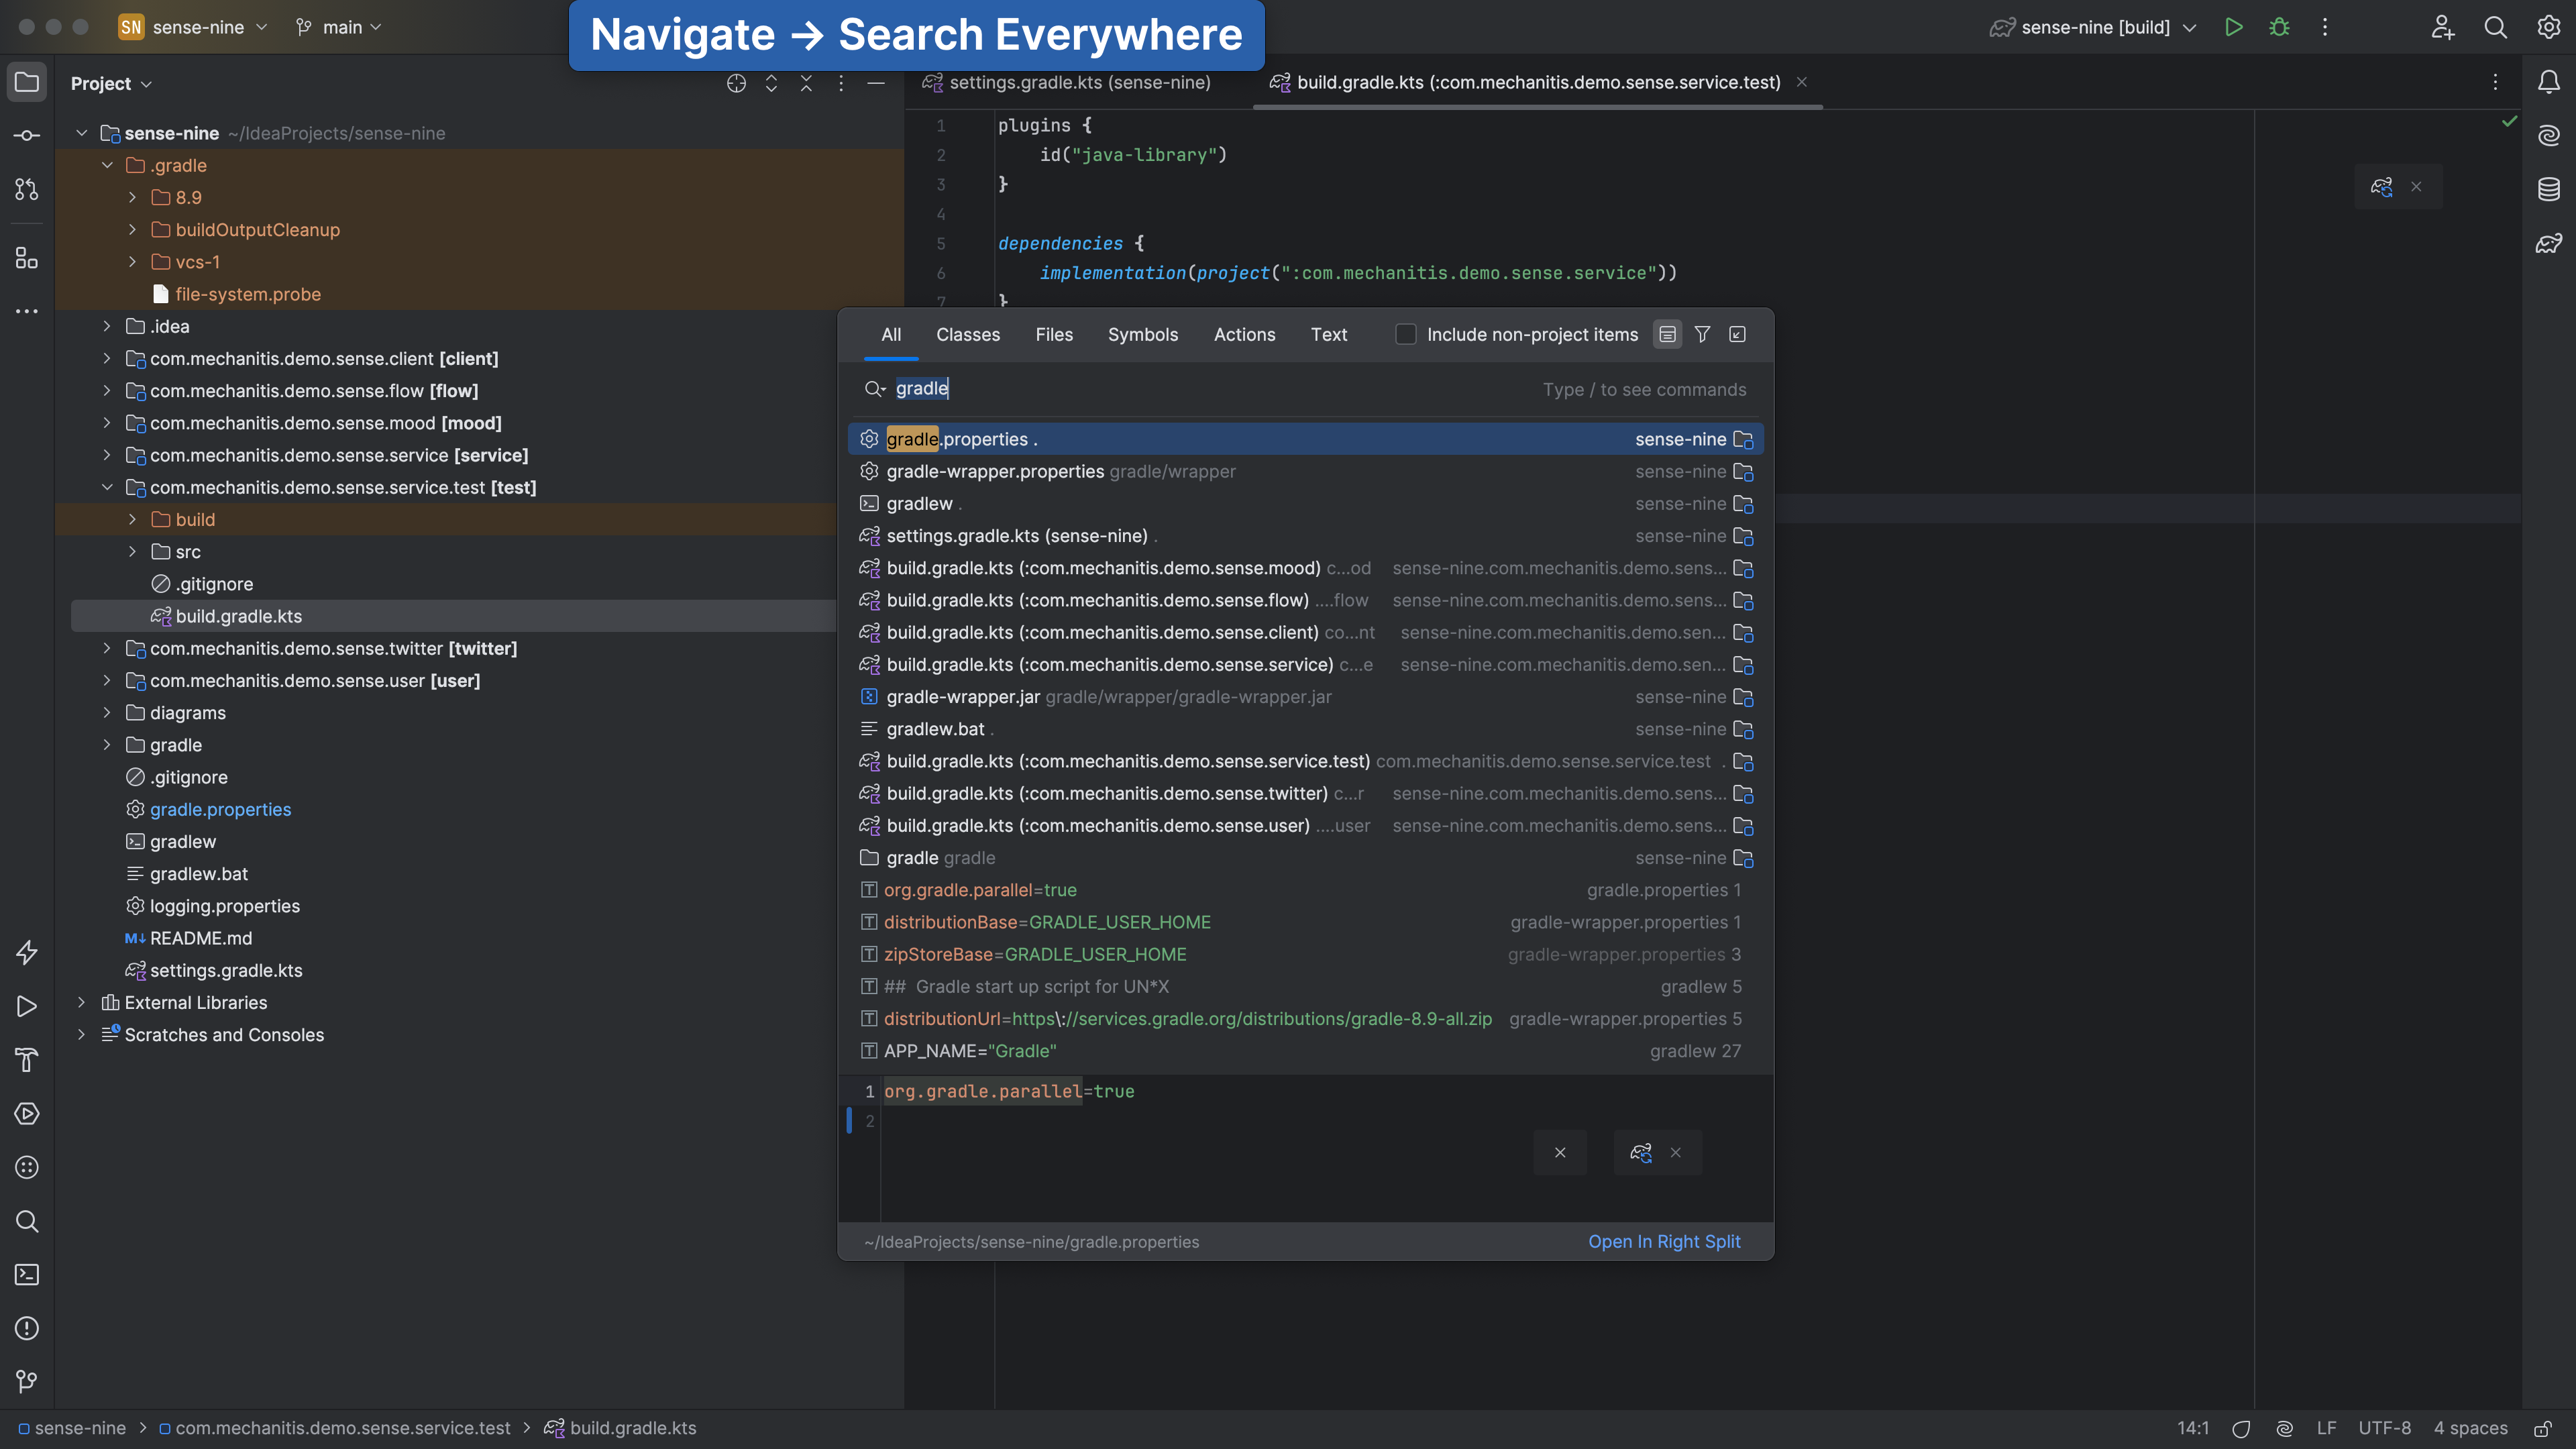 SN sense-nine main
Navigate → Search Everywhere
sense-nine [build]
Project
sense-nine ~/IdeaProjects/sense-nine
.gradle
8.9
buildOutputCleanup
vcs-1
file-system.probe
.idea
com.mechanitis.demo.sense.client [client]
com.mechanitis.demo.sense.flow [flow]
com.mechanitis.demo.sense.mood [mood]
com.mechanitis.demo.sense.service [service]
com.mechanitis.demo.sense.service.test [test]
build
src
.gitignore
build.gradle.kts
com.mechanitis.demo.sense.twitter [twitter]
com.mechanitis.demo.sense.user [user]
diagrams
gradle
.gitignore
gradle.properties
gradlew
gradlew.bat
logging.properties
M↓ README.md
settings.gradle.kts
External Libraries
Scratches and Consoles
settings.gradle.kts (sense-nine) build.gradle.kts (:com.mechanitis.demo.sense.service.test)
1 plugins {
2 id("java-library")
3 }
4
5 dependencies {
6 implementation(project(":com.mechanitis.demo.sense.service"))
7 }
All Classes Files Symbols Actions Text Include non-project items
gradle Type / to see commands
gradle.properties . sense-nine
gradle-wrapper.properties gradle/wrapper sense-nine
gradlew . sense-nine
settings.gradle.kts (sense-nine) . sense-nine
build.gradle.kts (:com.mechanitis.demo.sense.mood) c...od sense-nine.com.mechanitis.demo.sens...
build.gradle.kts (:com.mechanitis.demo.sense.flow) ....flow sense-nine.com.mechanitis.demo.sens...
build.gradle.kts (:com.mechanitis.demo.sense.client) co...nt sense-nine.com.mechanitis.demo.sen...
build.gradle.kts (:com.mechanitis.demo.sense.service) c...e sense-nine.com.mechanitis.demo.sen...
gradle-wrapper.jar gradle/wrapper/gradle-wrapper.jar sense-nine
gradlew.bat . sense-nine
build.gradle.kts (:com.mechanitis.demo.sense.service.test) com.mechanitis.demo.sense.service.test .
build.gradle.kts (:com.mechanitis.demo.sense.twitter) c...r sense-nine.com.mechanitis.demo.sens...
build.gradle.kts (:com.mechanitis.demo.sense.user) ....user sense-nine.com.mechanitis.demo.sens...
gradle gradle sense-nine
org.gradle.parallel=true gradle.properties 1
distributionBase=GRADLE_USER_HOME gradle-wrapper.properties 1
zipStoreBase=GRADLE_USER_HOME gradle-wrapper.properties 3
## Gradle start up script for UN*X gradlew 5
distributionUrl=https\://services.gradle.org/distributions/gradle-8.9-all.zip gradle-wrapper.properties 5
APP_NAME="Gradle" gradlew 27
1 org.gradle.parallel=true
2
~/IdeaProjects/sense-nine/gradle.properties Open In Right Split
sense-nine > com.mechanitis.demo.sense.service.test > build.gradle.kts 14:1 LF UTF-8 4 spaces